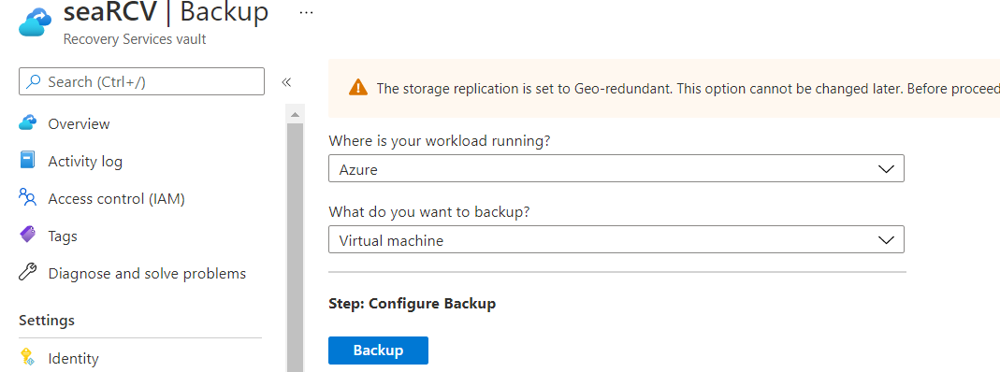 seaRCV | Backup ...
Recovery Services vault
Search (Ctrl+/)
«
Overview
Activity log
Access control (IAM)
Tags
Diagnose and solve problems
Settings
Identity
The storage replication is set to Geo-redundant. This option cannot be changed later. Before proceed
Where is your workload running?
Azure
What do you want to backup?
Virtual machine
Step: Configure Backup
Backup